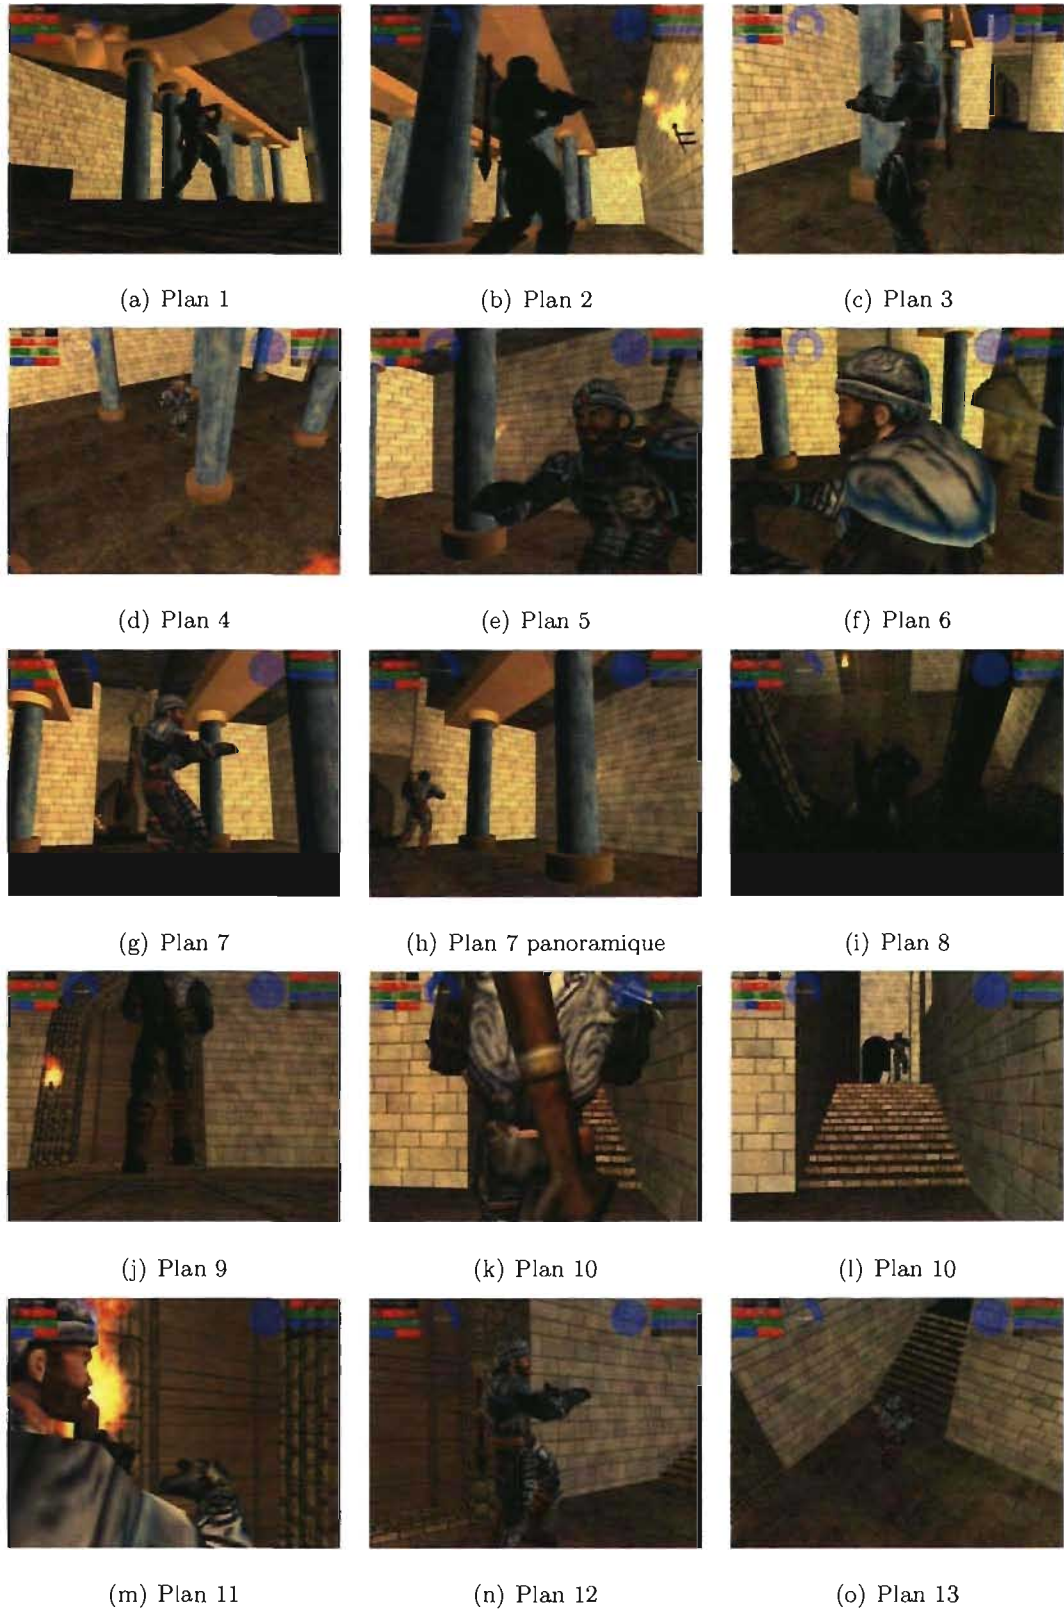 (a) Plan 1
(b) Plan 2
(c) Plan 3
(d) Plan 4
(e) Plan 5
(f) Plan 6
(g) Plan 7
(h) Plan 7 panoramique
(i) Plan 8
(j) Plan 9
(k) Plan 10
(l) Plan 10
(m) Plan 11
(n) Plan 12
(o) Plan 13